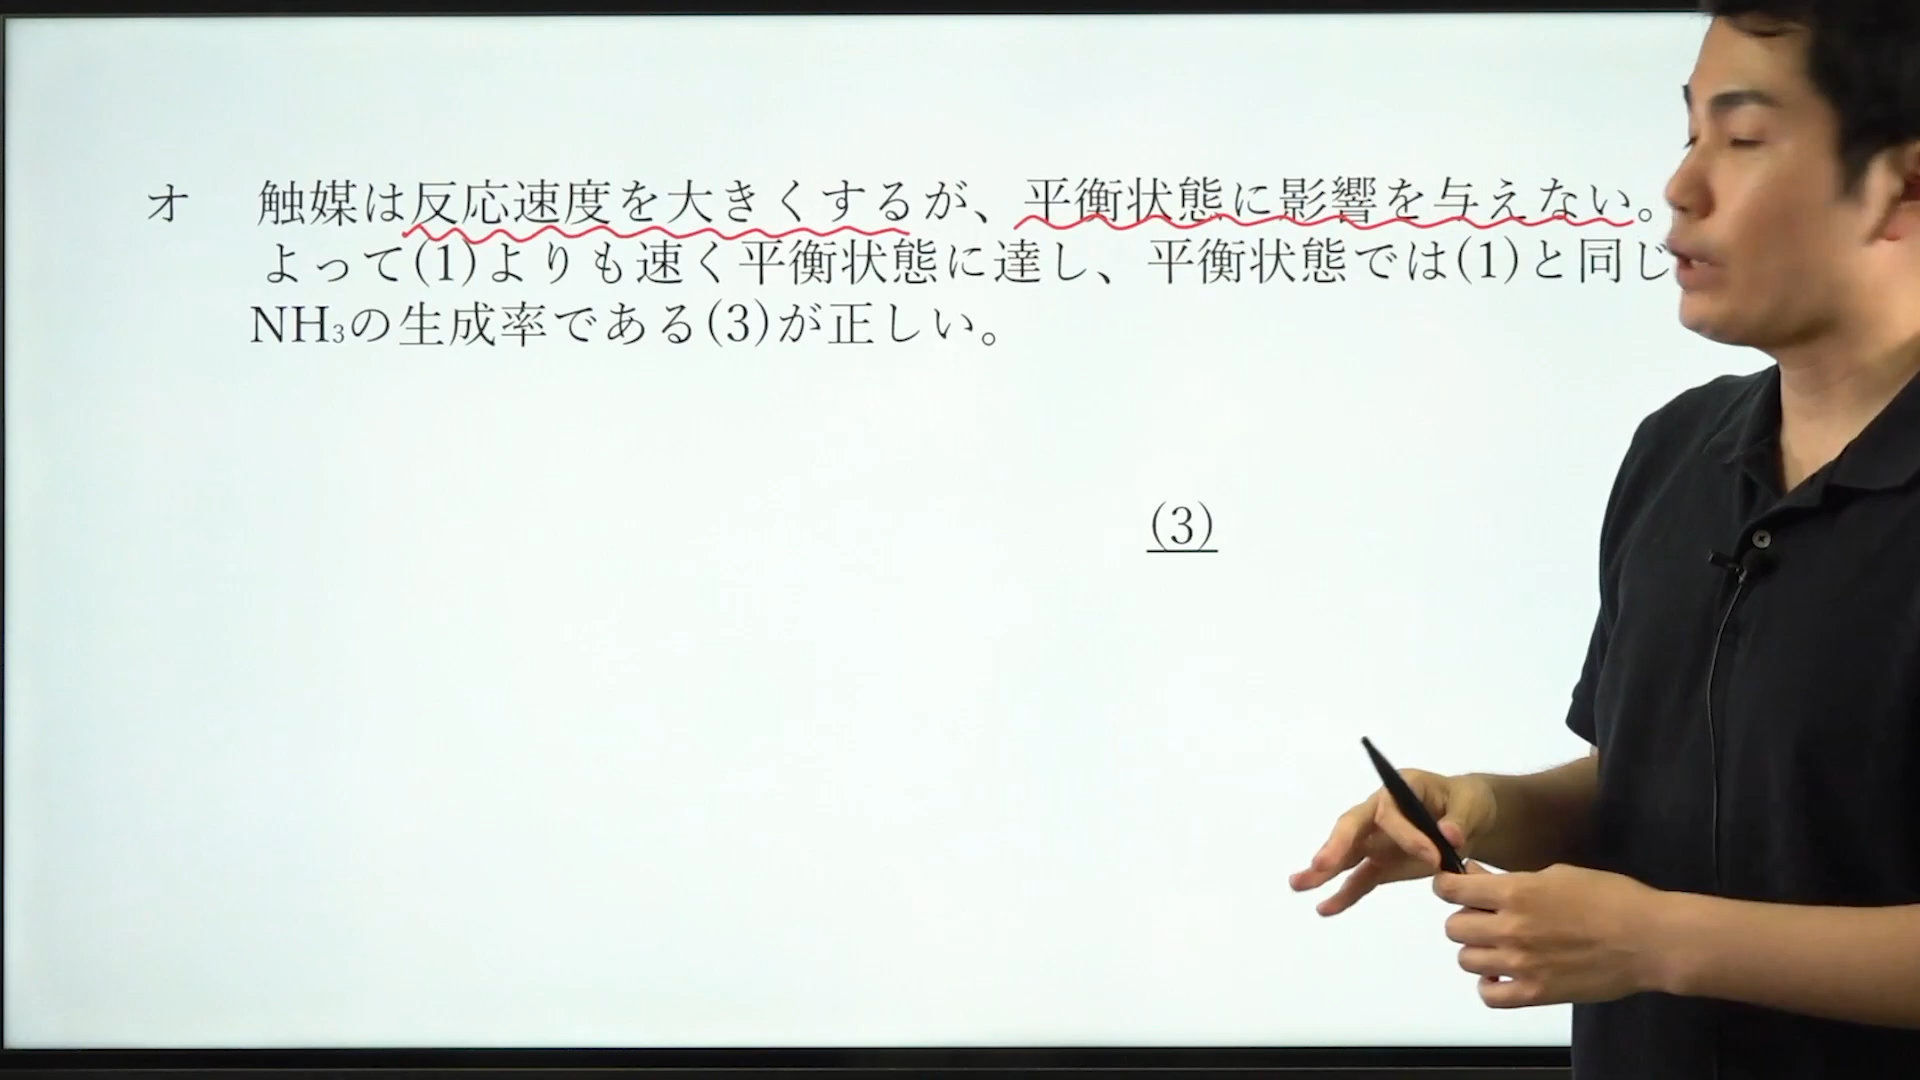 オ 触媒は反応速度を大きくするが、平衡状態に影響を与えない。
よって(1)よりも速く平衡状態に達し、平衡状態では(1)と同じ
NH₃の生成率である(3)が正しい。
(3)